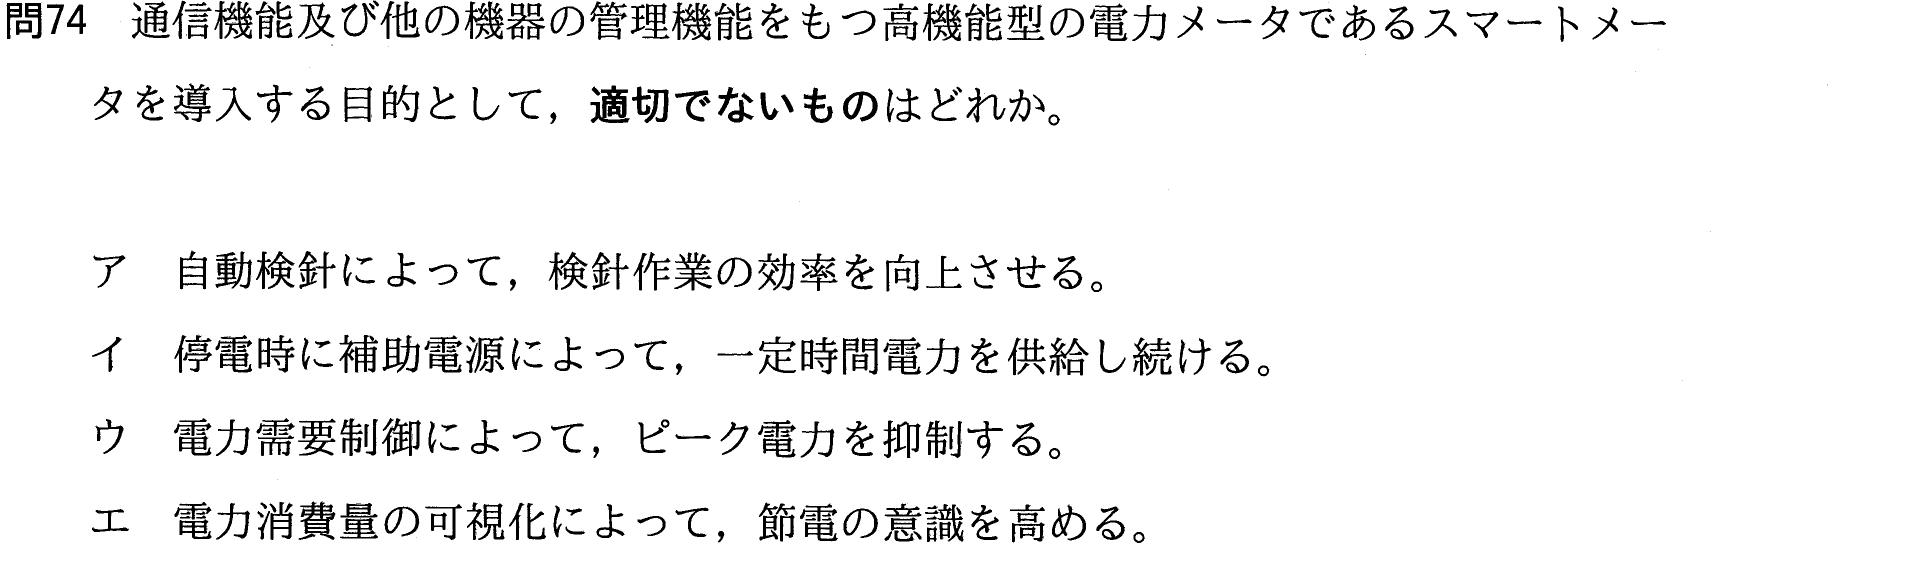 問74 通信機能及び他の機器の管理機能をもつ高機能型の電力メータであるスマートメー
タを導入する目的として，適切でないものはどれか。
ア 自動検針によって，検針作業の効率を向上させる。
イ 停電時に補助電源によって，一定時間電力を供給し続ける。
ウ 電力需要制御によって，ピーク電力を抑制する。
エ 電力消費量の可視化によって，節電の意識を高める。